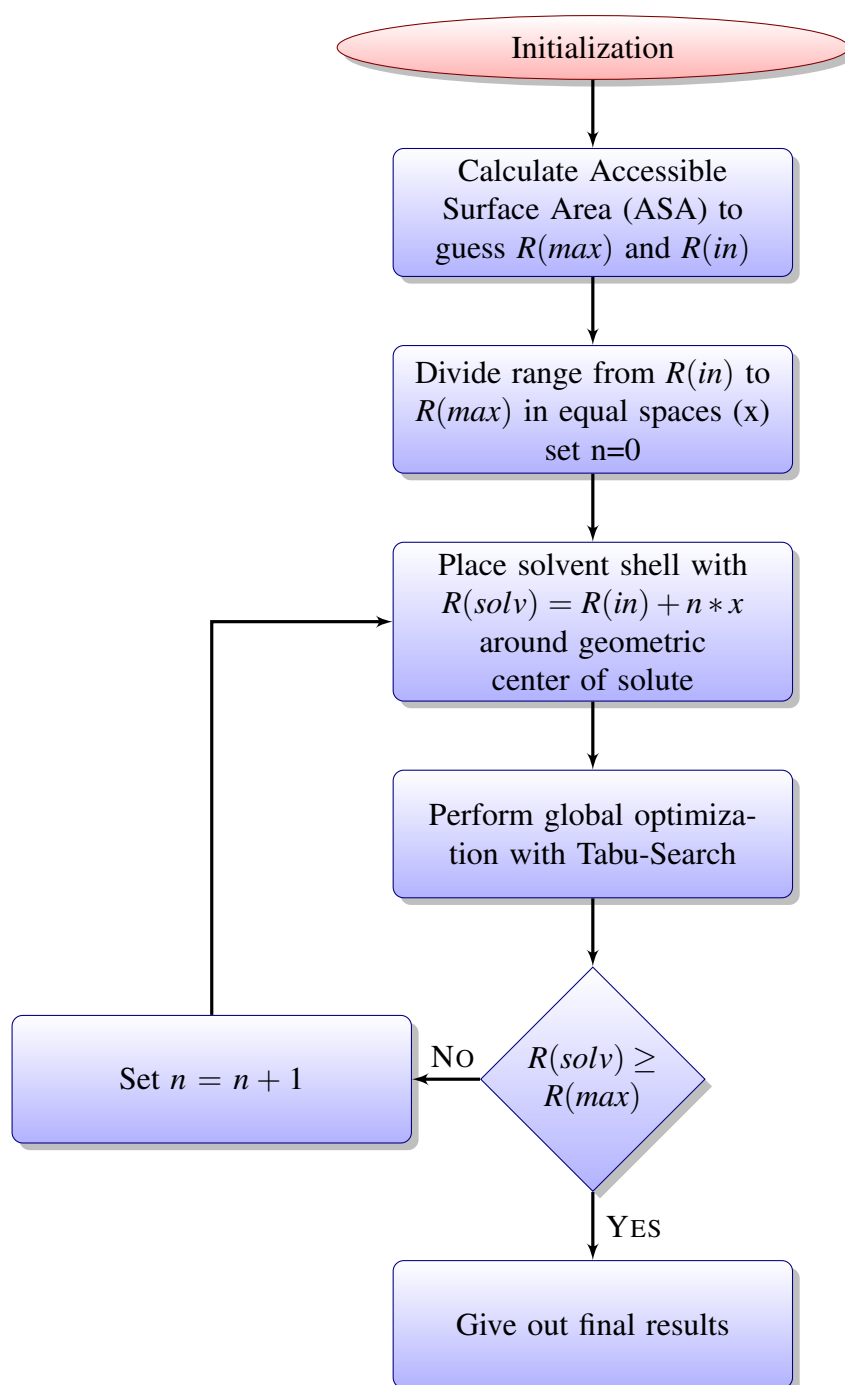 Initialization
Calculate Accessible
Surface Area (ASA) to
guess R(max) and R(in)
Divide range from R(in) to
R(max) in equal spaces (x)
set n=0
Place solvent shell with
R(solv) = R(in) + n ∗ x
around geometric
center of solute
Perform global optimiza-
tion with Tabu-Search
R(solv) ≥
R(max)
NO
Set n = n + 1
YES
Give out final results